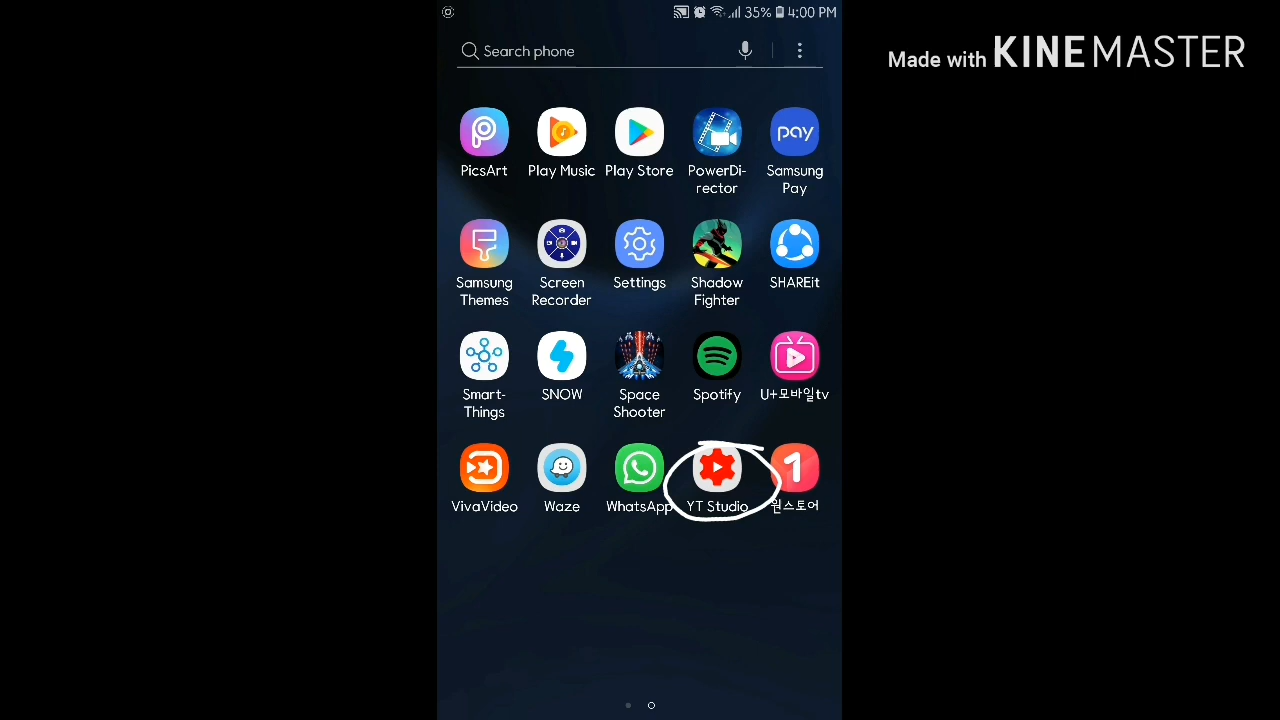 35% 4:00 PM
Made with KINEMASTER
Search phone
pay
PicsArt
Play Music
Play Store
PowerDi-
rector
Samsung
Pay
Samsung
Themes
Screen
Recorder
Settings
Shadow
Fighter
SHAREit
Smart-
Things
SNOW
Space
Shooter
Spotify
U+모바일tv
1
VivaVideo
Waze
WhatsApp
YT Studio
원스토어